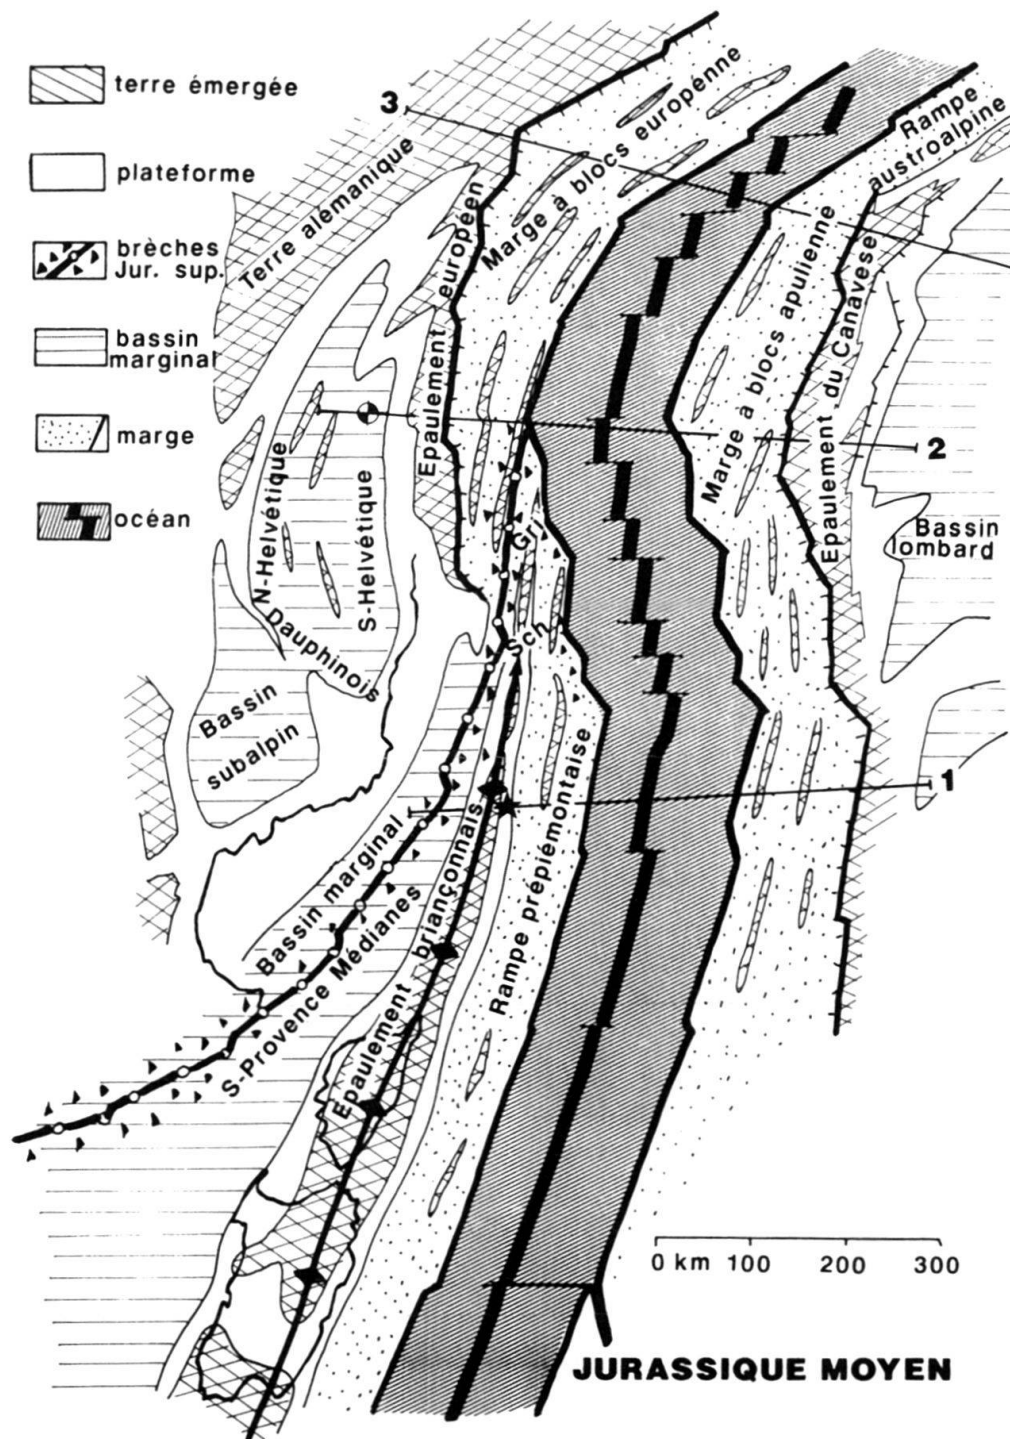 terre émergée
plateforme
brèches
Jur. sup.
bassin
marginal
marge
océan
3
Terre alémanique
Epaulement européen
Marge à blocs européenne
Rampe
austroalpine
Marge à blocs apulienne
Epaulement du Canavese
2
N-Helvétique
S-Helvétique
Dauphinois
Gil
Sch
Bassin
lombard
Bassin
subalpin
1
Bassin marginal
S-Provence Médianes
Epaulement briançonnais
Rampe prépiémontaise
0 km 100 200 300
JURASSIQUE MOYEN